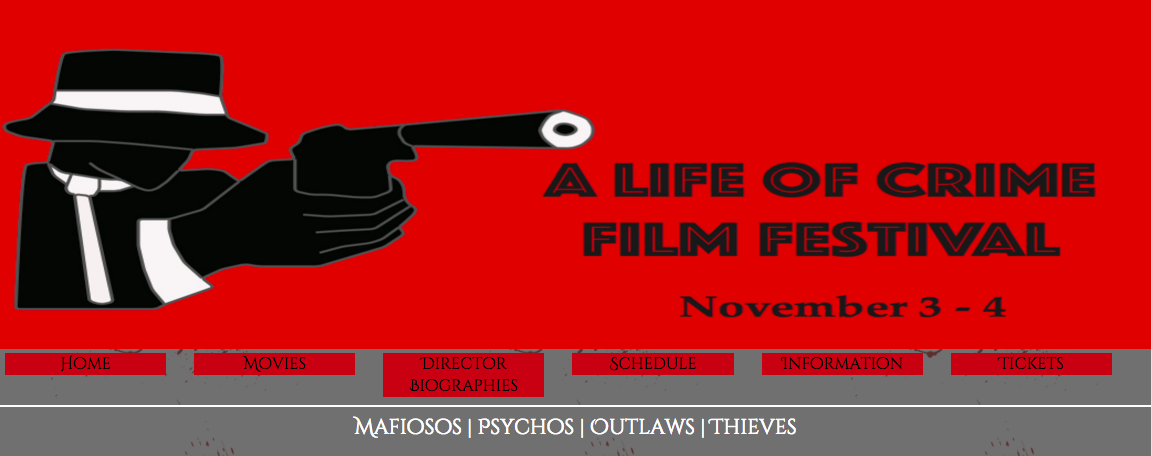 A LIFE OF CRIME
FILM FESTIVAL
November 3 - 4
HOME
MOVIES
DIRECTOR
BIOGRAPHIES
SCHEDULE
INFORMATION
TICKETS
MAFIOSOS | PSYCHOS | OUTLAWS | THIEVES